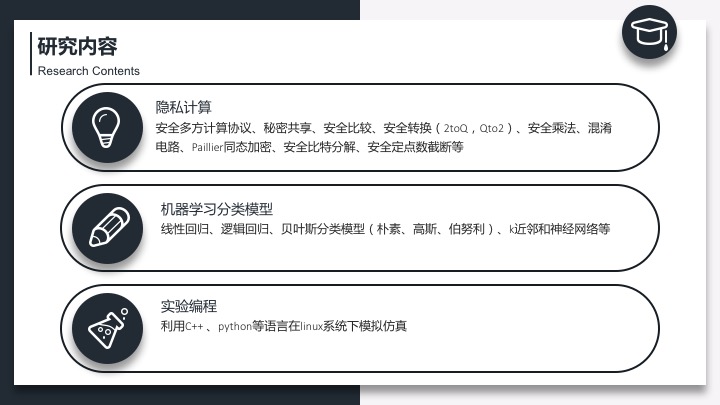 研究内容
Research Contents
隐私计算
安全多方计算协议、秘密共享、安全比较、安全转换（2toQ，Qto2）、安全乘法、混淆
电路、Paillier同态加密、安全比特分解、安全定点数截断等
机器学习分类模型
线性回归、逻辑回归、贝叶斯分类模型（朴素、高斯、伯努利）、k近邻和神经网络等
实验编程
利用C++ 、python等语言在linux系统下模拟仿真